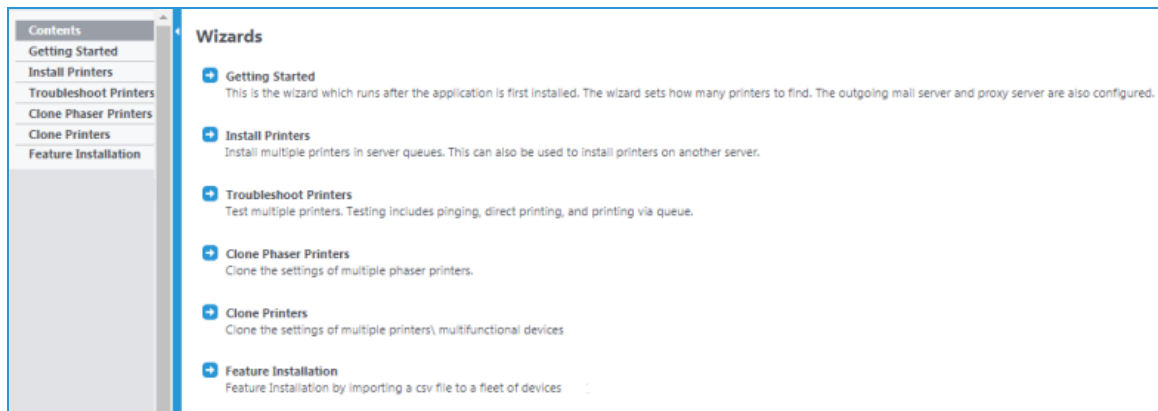 Contents
Getting Started
Install Printers
Troubleshoot Printers
Clone Phaser Printers
Clone Printers
Feature Installation
Wizards
Getting Started
This is the wizard which runs after the application is first installed. The wizard sets how many printers to find. The outgoing mail server and proxy server are also configured.
Install Printers
Install multiple printers in server queues. This can also be used to install printers on another server.
Troubleshoot Printers
Test multiple printers. Testing includes pinging, direct printing, and printing via queue.
Clone Phaser Printers
Clone the settings of multiple phaser printers.
Clone Printers
Clone the settings of multiple printers\ multifunctional devices
Feature Installation
Feature Installation by importing a csv file to a fleet of devices